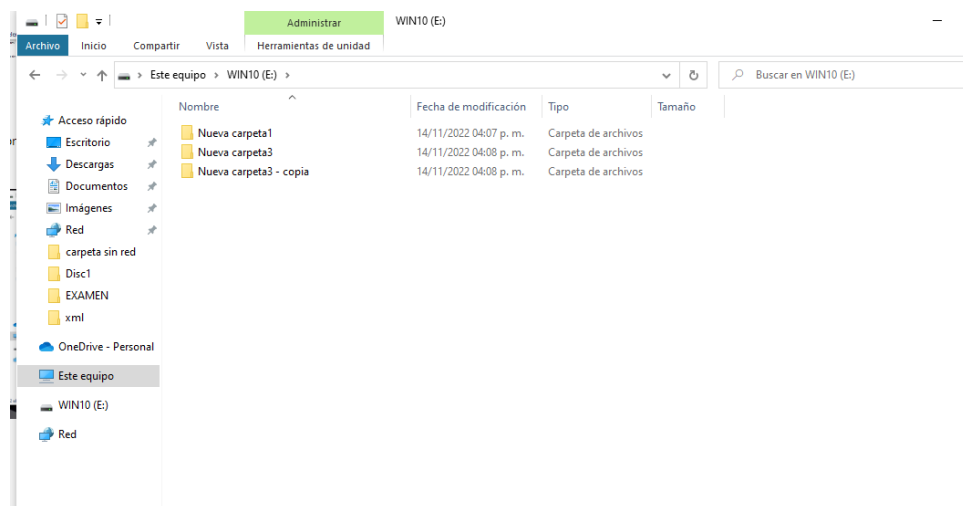 Administrar WIN10 (E:)
Archivo Inicio Compartir Vista Herramientas de unidad
Este equipo > WIN10 (E:) > Buscar en WIN10 (E:)
Nombre Fecha de modificación Tipo Tamaño
Acceso rápido
Escritorio
Descargas
Documentos
Imágenes
Red
carpeta sin red
Disc1
EXAMEN
xml
OneDrive - Personal
Este equipo
WIN10 (E:)
Red
Nueva carpeta1 14/11/2022 04:07 p. m. Carpeta de archivos
Nueva carpeta3 14/11/2022 04:08 p. m. Carpeta de archivos
Nueva carpeta3 - copia 14/11/2022 04:08 p. m. Carpeta de archivos